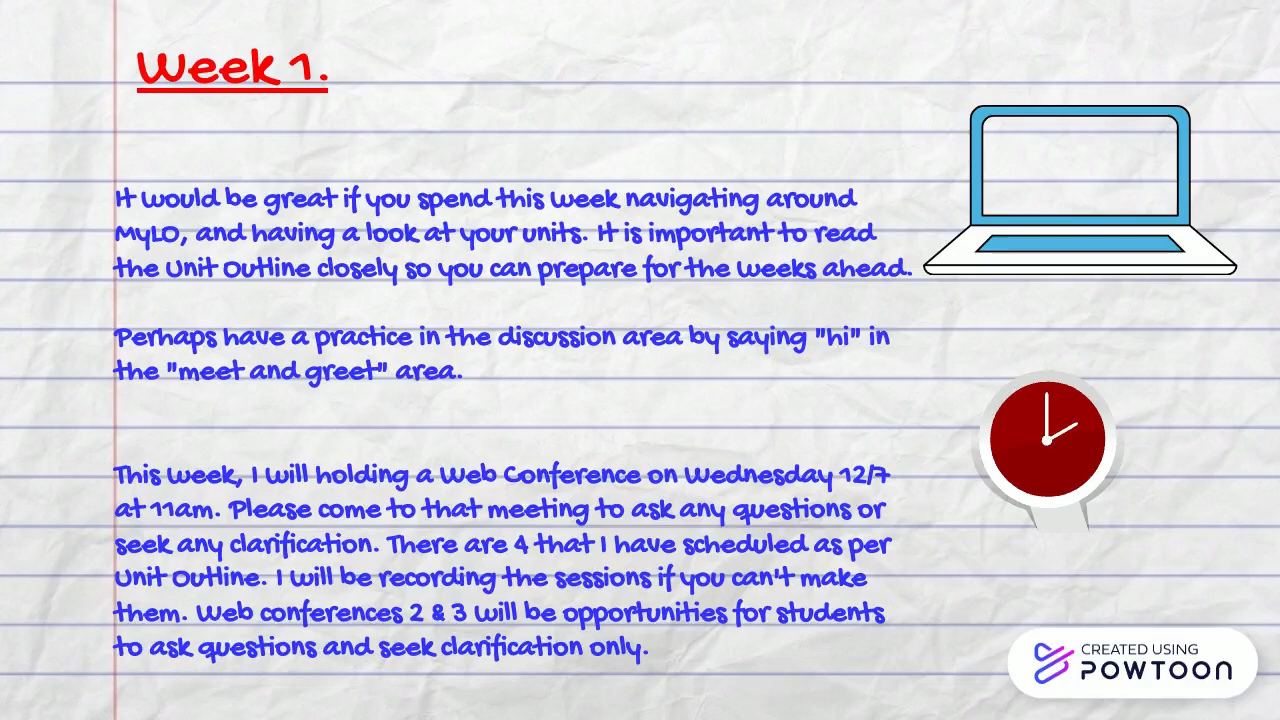 Week 1.
It would be great if you spend this week navigating around
MyLO, and having a look at your units. It is important to read
the Unit Outline closely so you can prepare for the weeks ahead.
Perhaps have a practice in the discussion area by saying "hi" in
the "meet and greet" area.
This week, I will holding a Web Conference on Wednesday 12/7
at 11am. Please come to that meeting to ask any questions or
seek any clarification. There are 4 that I have scheduled as per
Unit Outline. I will be recording the sessions if you can't make
them. Web conferences 2 & 3 will be opportunities for students
to ask questions and seek clarification only.
CREATED USING
POWTOON